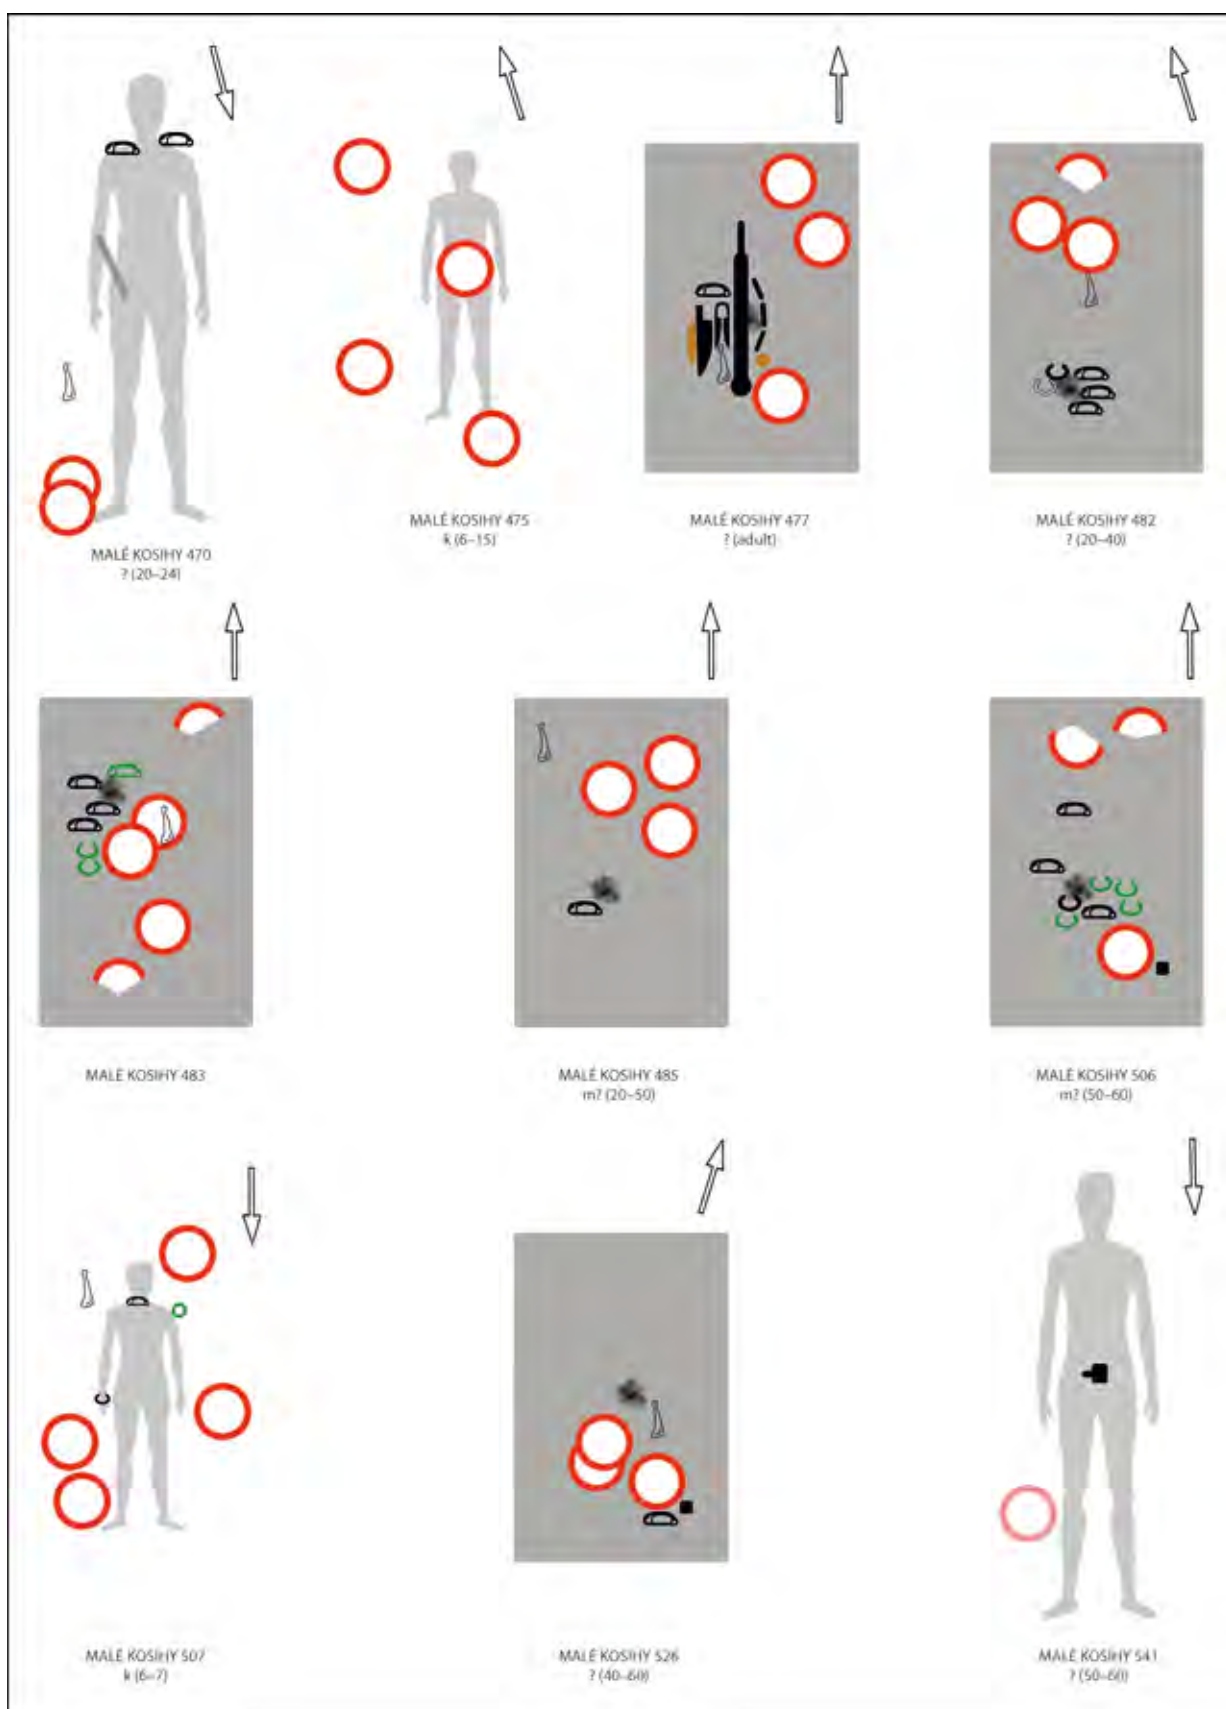 MALÉ KOSIHY 470
? (20–24)
MALÉ KOSIHY 475
k (6–15)
MALÉ KOSIHY 477
? (adult)
MALÉ KOSIHY 482
? (20–40)
MALÉ KOSIHY 483
MALÉ KOSIHY 485
m? (20–50)
MALÉ KOSIHY 506
m? (50–60)
MALÉ KOSIHY 507
k (6–7)
MALÉ KOSIHY 526
? (40–60)
MALÉ KOSIHY 541
? (50–60)